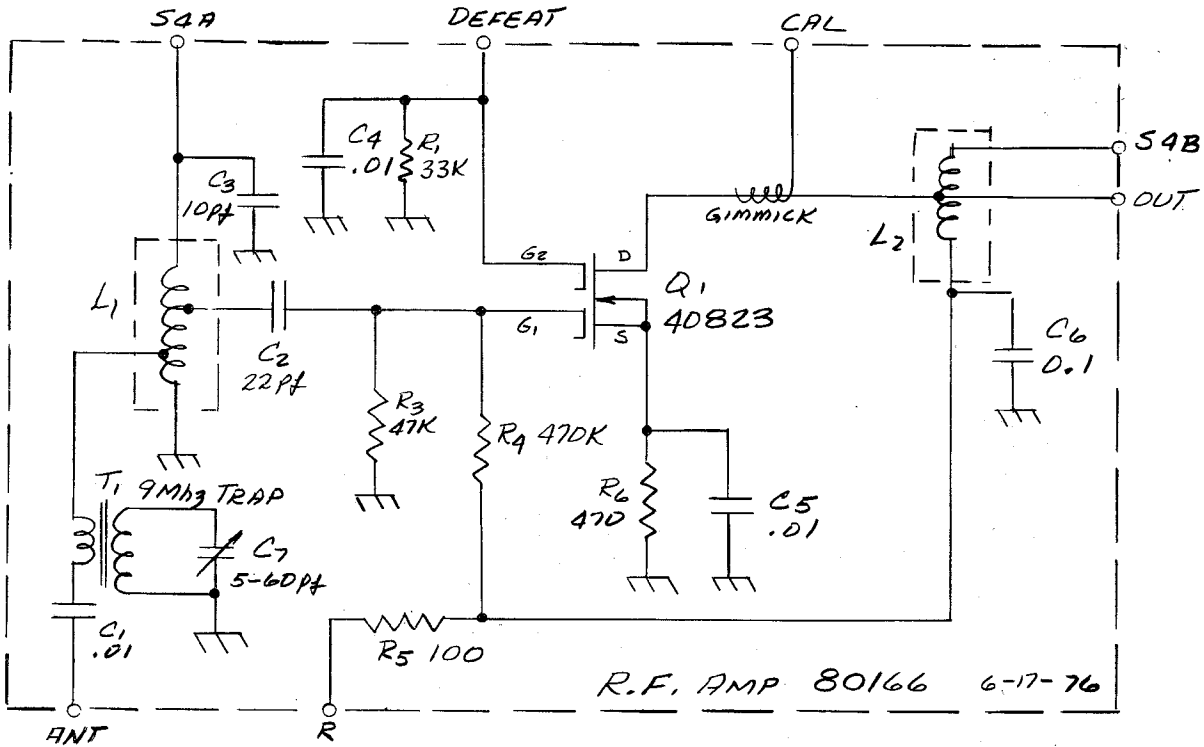 S4A
DEFEAT
CAL
C4
.01
R1
33K
C3
10pf
S4B
OUT
GIMMICK
L2
G2
D
Q1
40823
L1
G1
S
C2
22pf
C6
0.1
R3
47K
R4 470K
T1 9Mhz TRAP
R6
470
C5
.01
C7
5-60pf
C1
.01
R5 100
R.F. AMP 80166 6-17-76
ANT
R